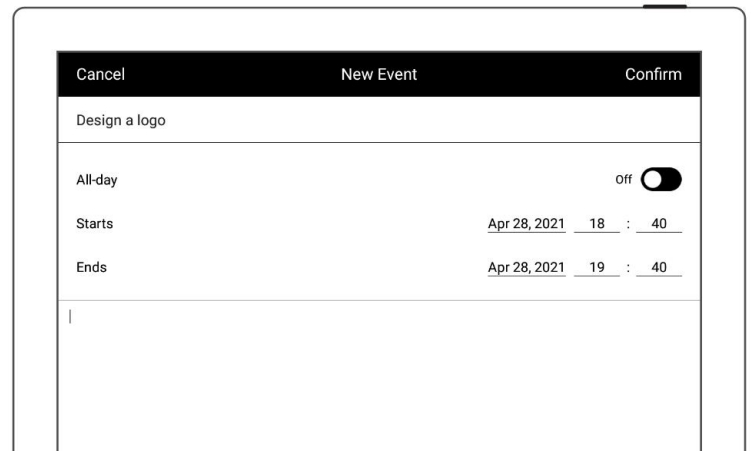 Cancel New Event Confirm
Design a logo
All-day Off
Starts Apr 28, 2021 18 : 40
Ends Apr 28, 2021 19 : 40